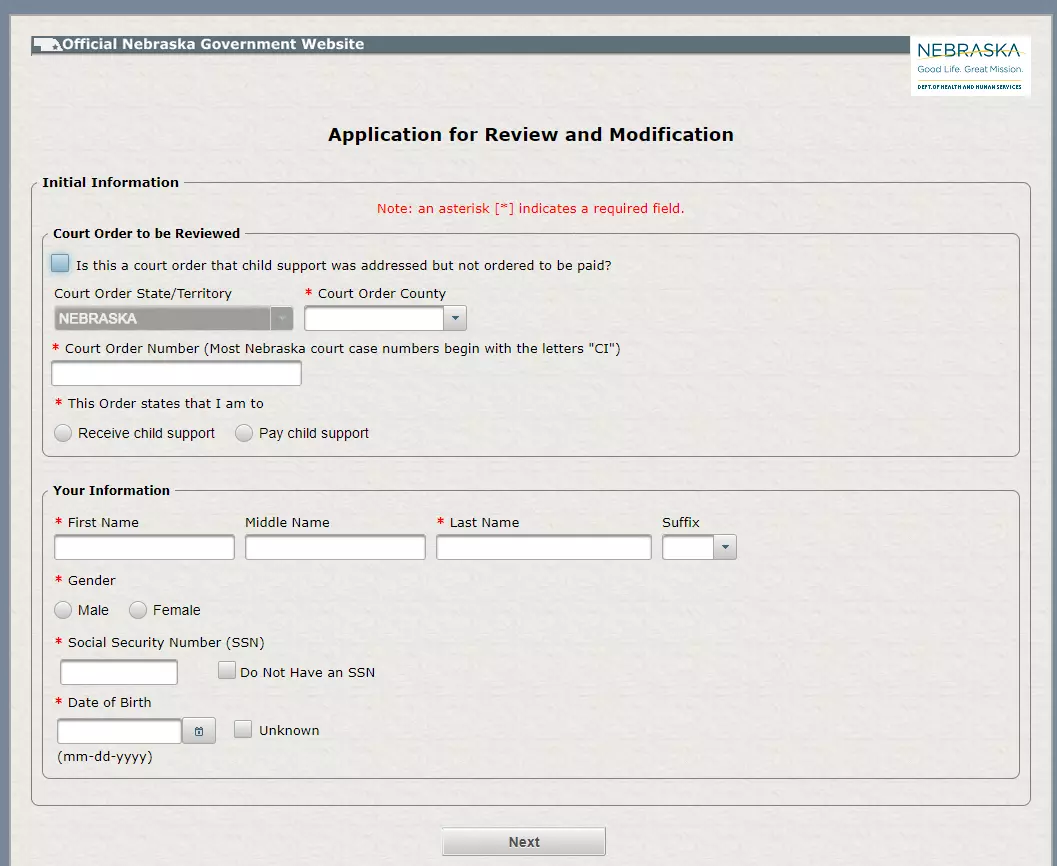 Official Nebraska Government Website
NEBRASKA
Good Life. Great Mission.
DEPT. OF HEALTH AND HUMAN SERVICES
Application for Review and Modification
Initial Information
Note: an asterisk [*] indicates a required field.
Court Order to be Reviewed
Is this a court order that child support was addressed but not ordered to be paid?
Court Order State/Territory * Court Order County
NEBRASKA
* Court Order Number (Most Nebraska court case numbers begin with the letters "CI")
* This Order states that I am to
Receive child support Pay child support
Your Information
* First Name Middle Name * Last Name Suffix
* Gender
Male Female
* Social Security Number (SSN)
Do Not Have an SSN
* Date of Birth
Unknown
(mm-dd-yyyy)
Next